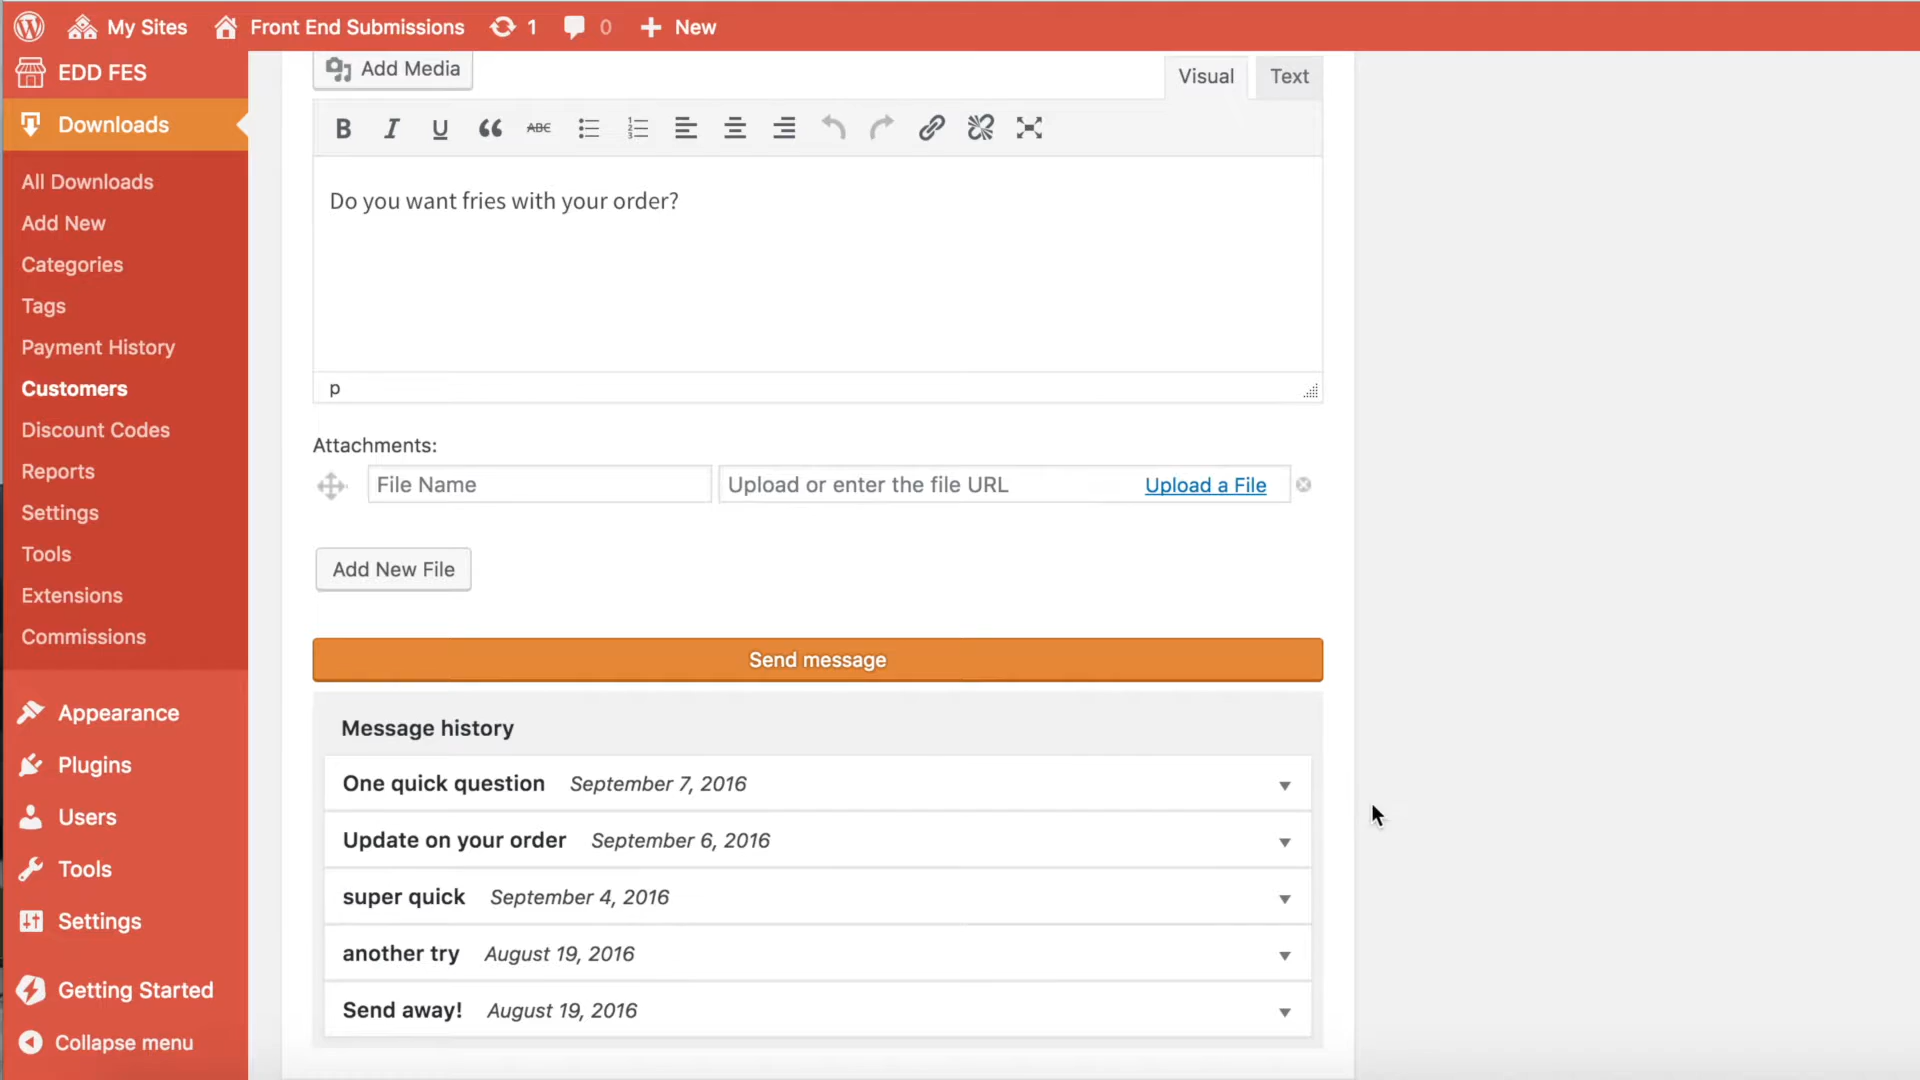 My Sites
Front End Submissions
1
0
New
EDD FES
Downloads
All Downloads
Add New
Categories
Tags
Payment History
Customers
Discount Codes
Reports
Settings
Tools
Extensions
Commissions
Appearance
Plugins
Users
Tools
Settings
Getting Started
Collapse menu
Add Media
Visual
Text
B I U ABC
Do you want fries with your order?
p
Attachments:
File Name
Upload or enter the file URL
Upload a File
Add New File
Send message
Message history
One quick question September 7, 2016
Update on your order September 6, 2016
super quick September 4, 2016
another try August 19, 2016
Send away! August 19, 2016